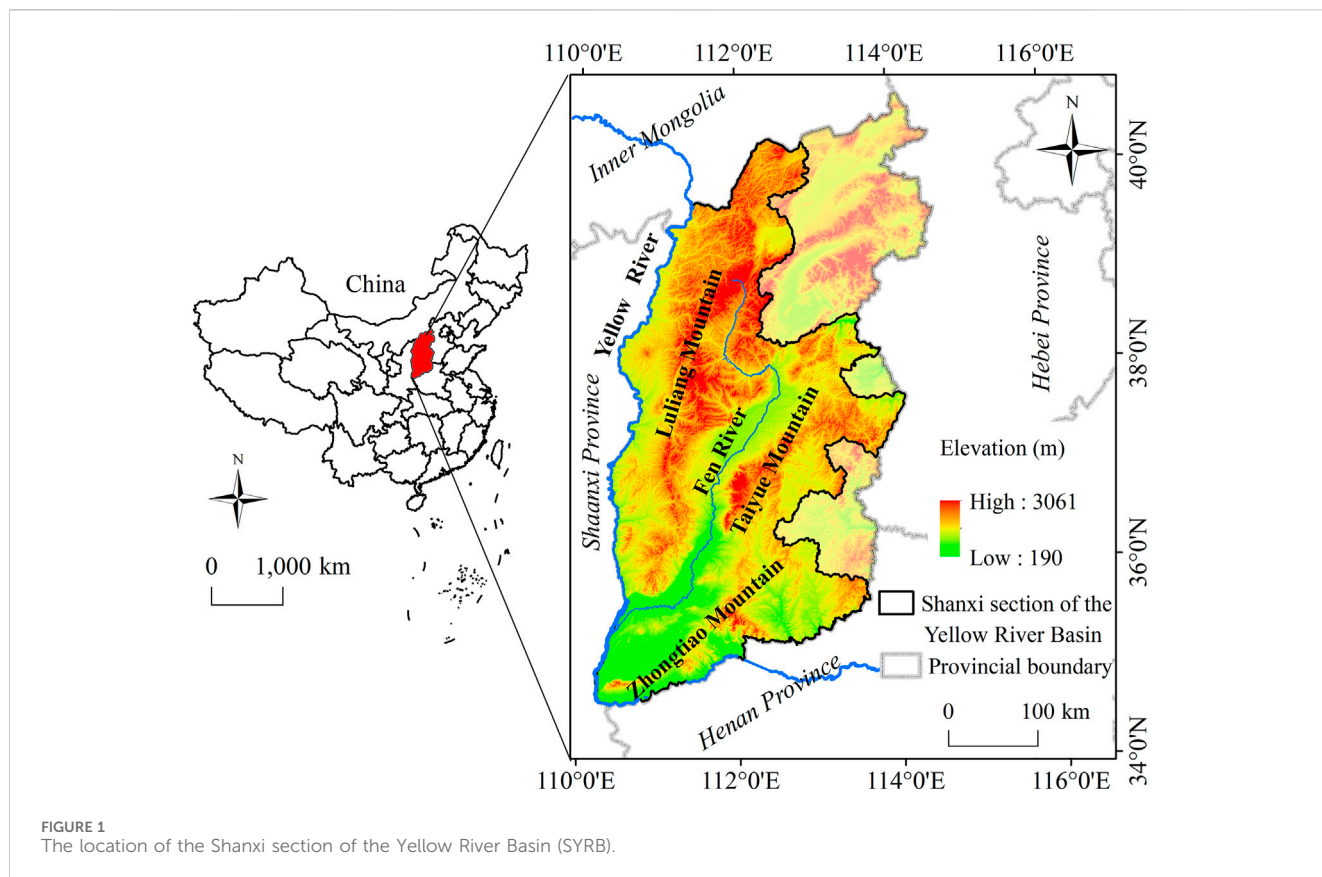 110°0'E 112°0'E 114°0'E 116°0'E
N
Inner Mongolia
40°0'N
Yellow River
Luliang Mountain
Hebei Province
China
38°0'N
Shaanxi Province
Fen River
Taiyue Mountain
Elevation (m)
High : 3061
Low : 190
N
36°0'N
0 1,000 km
Zhongtiao Mountain
Shanxi section of the
Yellow River Basin
Provincial boundary
Henan Province
0 100 km
34°0'N
110°0'E 112°0'E 114°0'E 116°0'E
FIGURE 1
The location of the Shanxi section of the Yellow River Basin (SYRB).